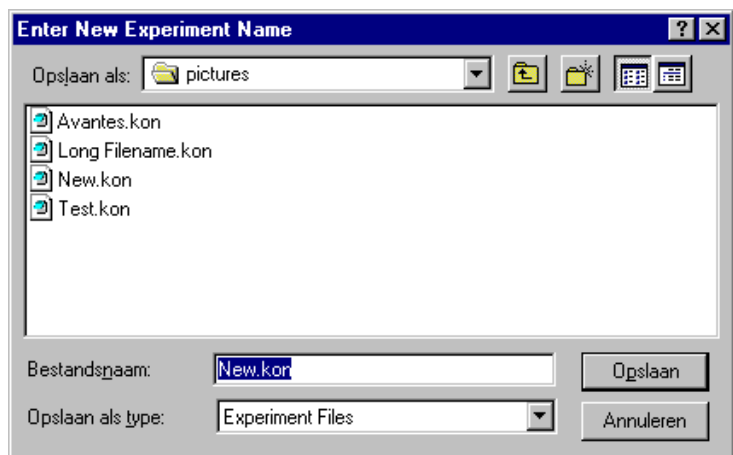 Enter New Experiment Name
Opslaan als: pictures
Avantes.kon
Long Filename.kon
New.kon
Test.kon
Bestandsnaam: New.kon Opslaan
Opslaan als type: Experiment Files Annuleren